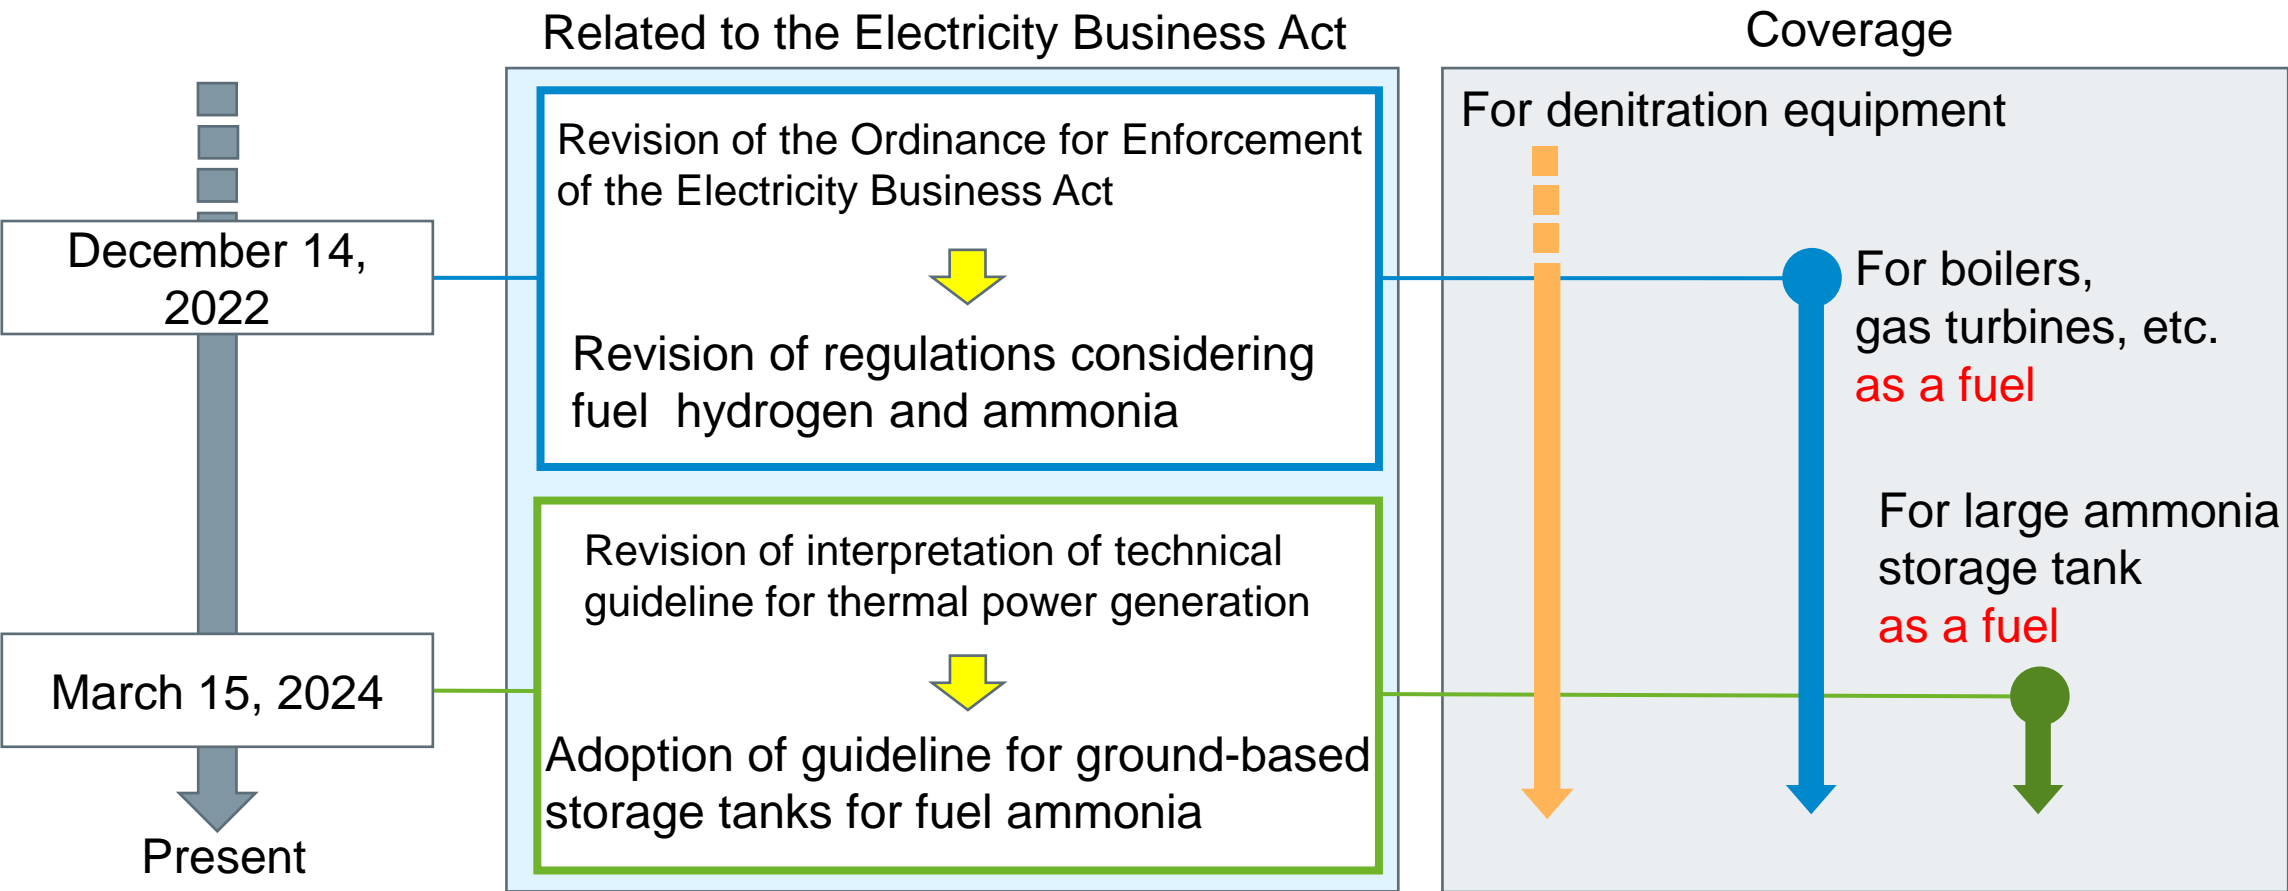 Related to the Electricity Business Act
Coverage
December 14,
2022
March 15, 2024
Present
Revision of the Ordinance for Enforcement
of the Electricity Business Act
Revision of regulations considering
fuel  hydrogen and ammonia
Revision of interpretation of technical
guideline for thermal power generation
Adoption of guideline for ground-based
storage tanks for fuel ammonia
For denitration equipment
For boilers,
gas turbines, etc.
as a fuel
For large ammonia
storage tank
as a fuel